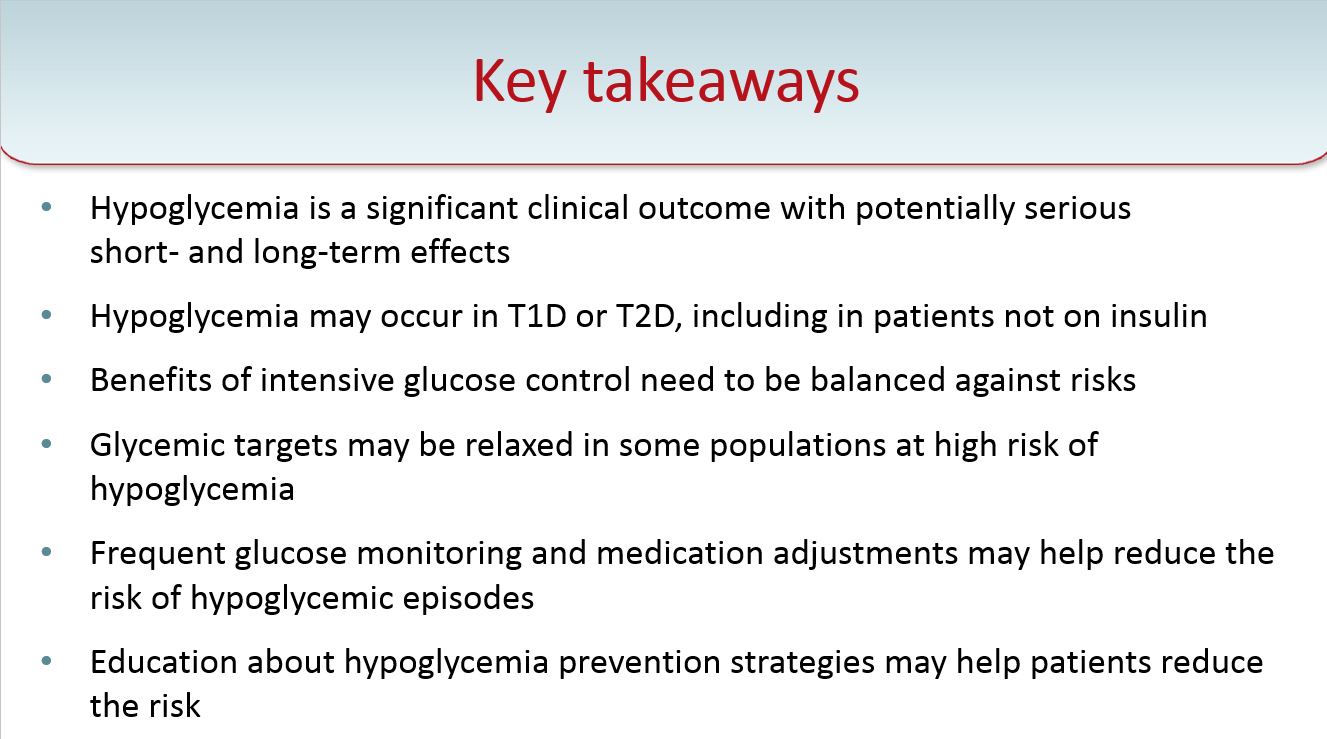 Key takeaways
• Hypoglycemia is a significant clinical outcome with potentially serious
short- and long-term effects
• Hypoglycemia may occur in T1D or T2D, including in patients not on insulin
• Benefits of intensive glucose control need to be balanced against risks
• Glycemic targets may be relaxed in some populations at high risk of
hypoglycemia
• Frequent glucose monitoring and medication adjustments may help reduce the
risk of hypoglycemic episodes
• Education about hypoglycemia prevention strategies may help patients reduce
the risk